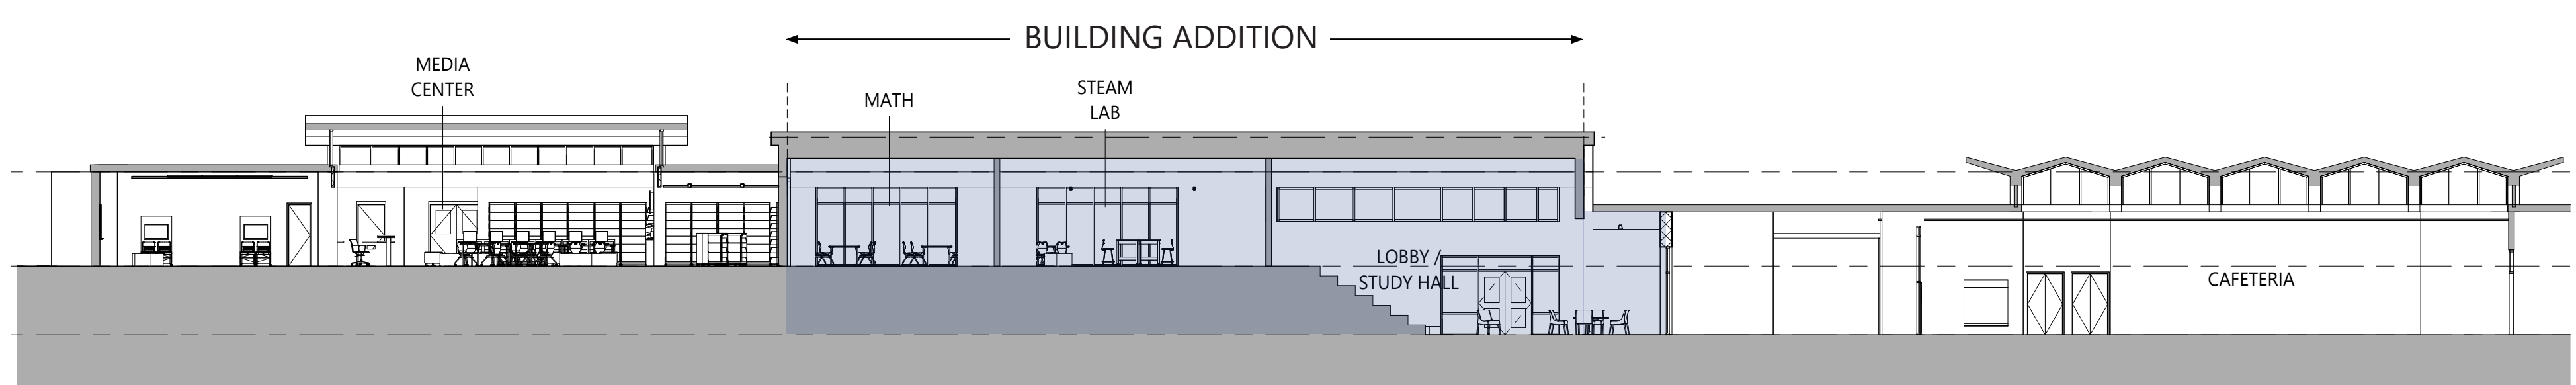 BUILDING ADDITION
MEDIA
CENTER
MATH
STEAM
LAB
LOBBY /
STUDY HALL
CAFETERIA